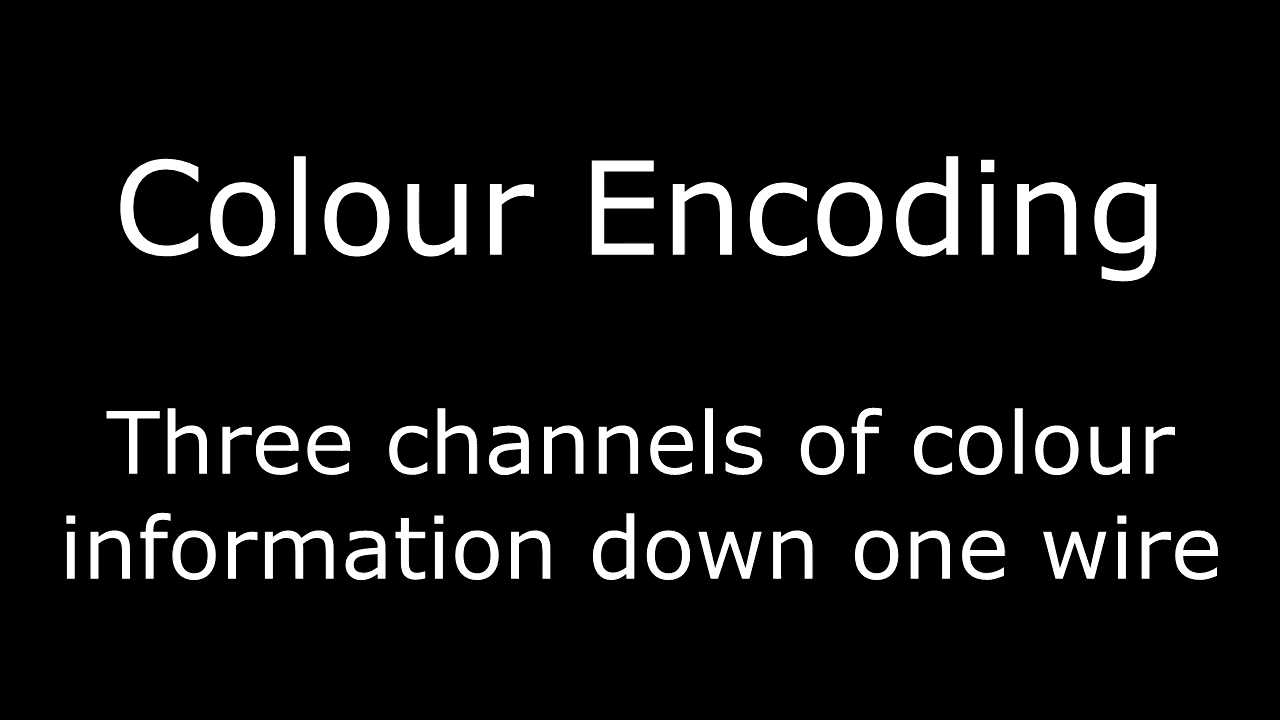 Colour Encoding
Three channels of colour
information down one wire